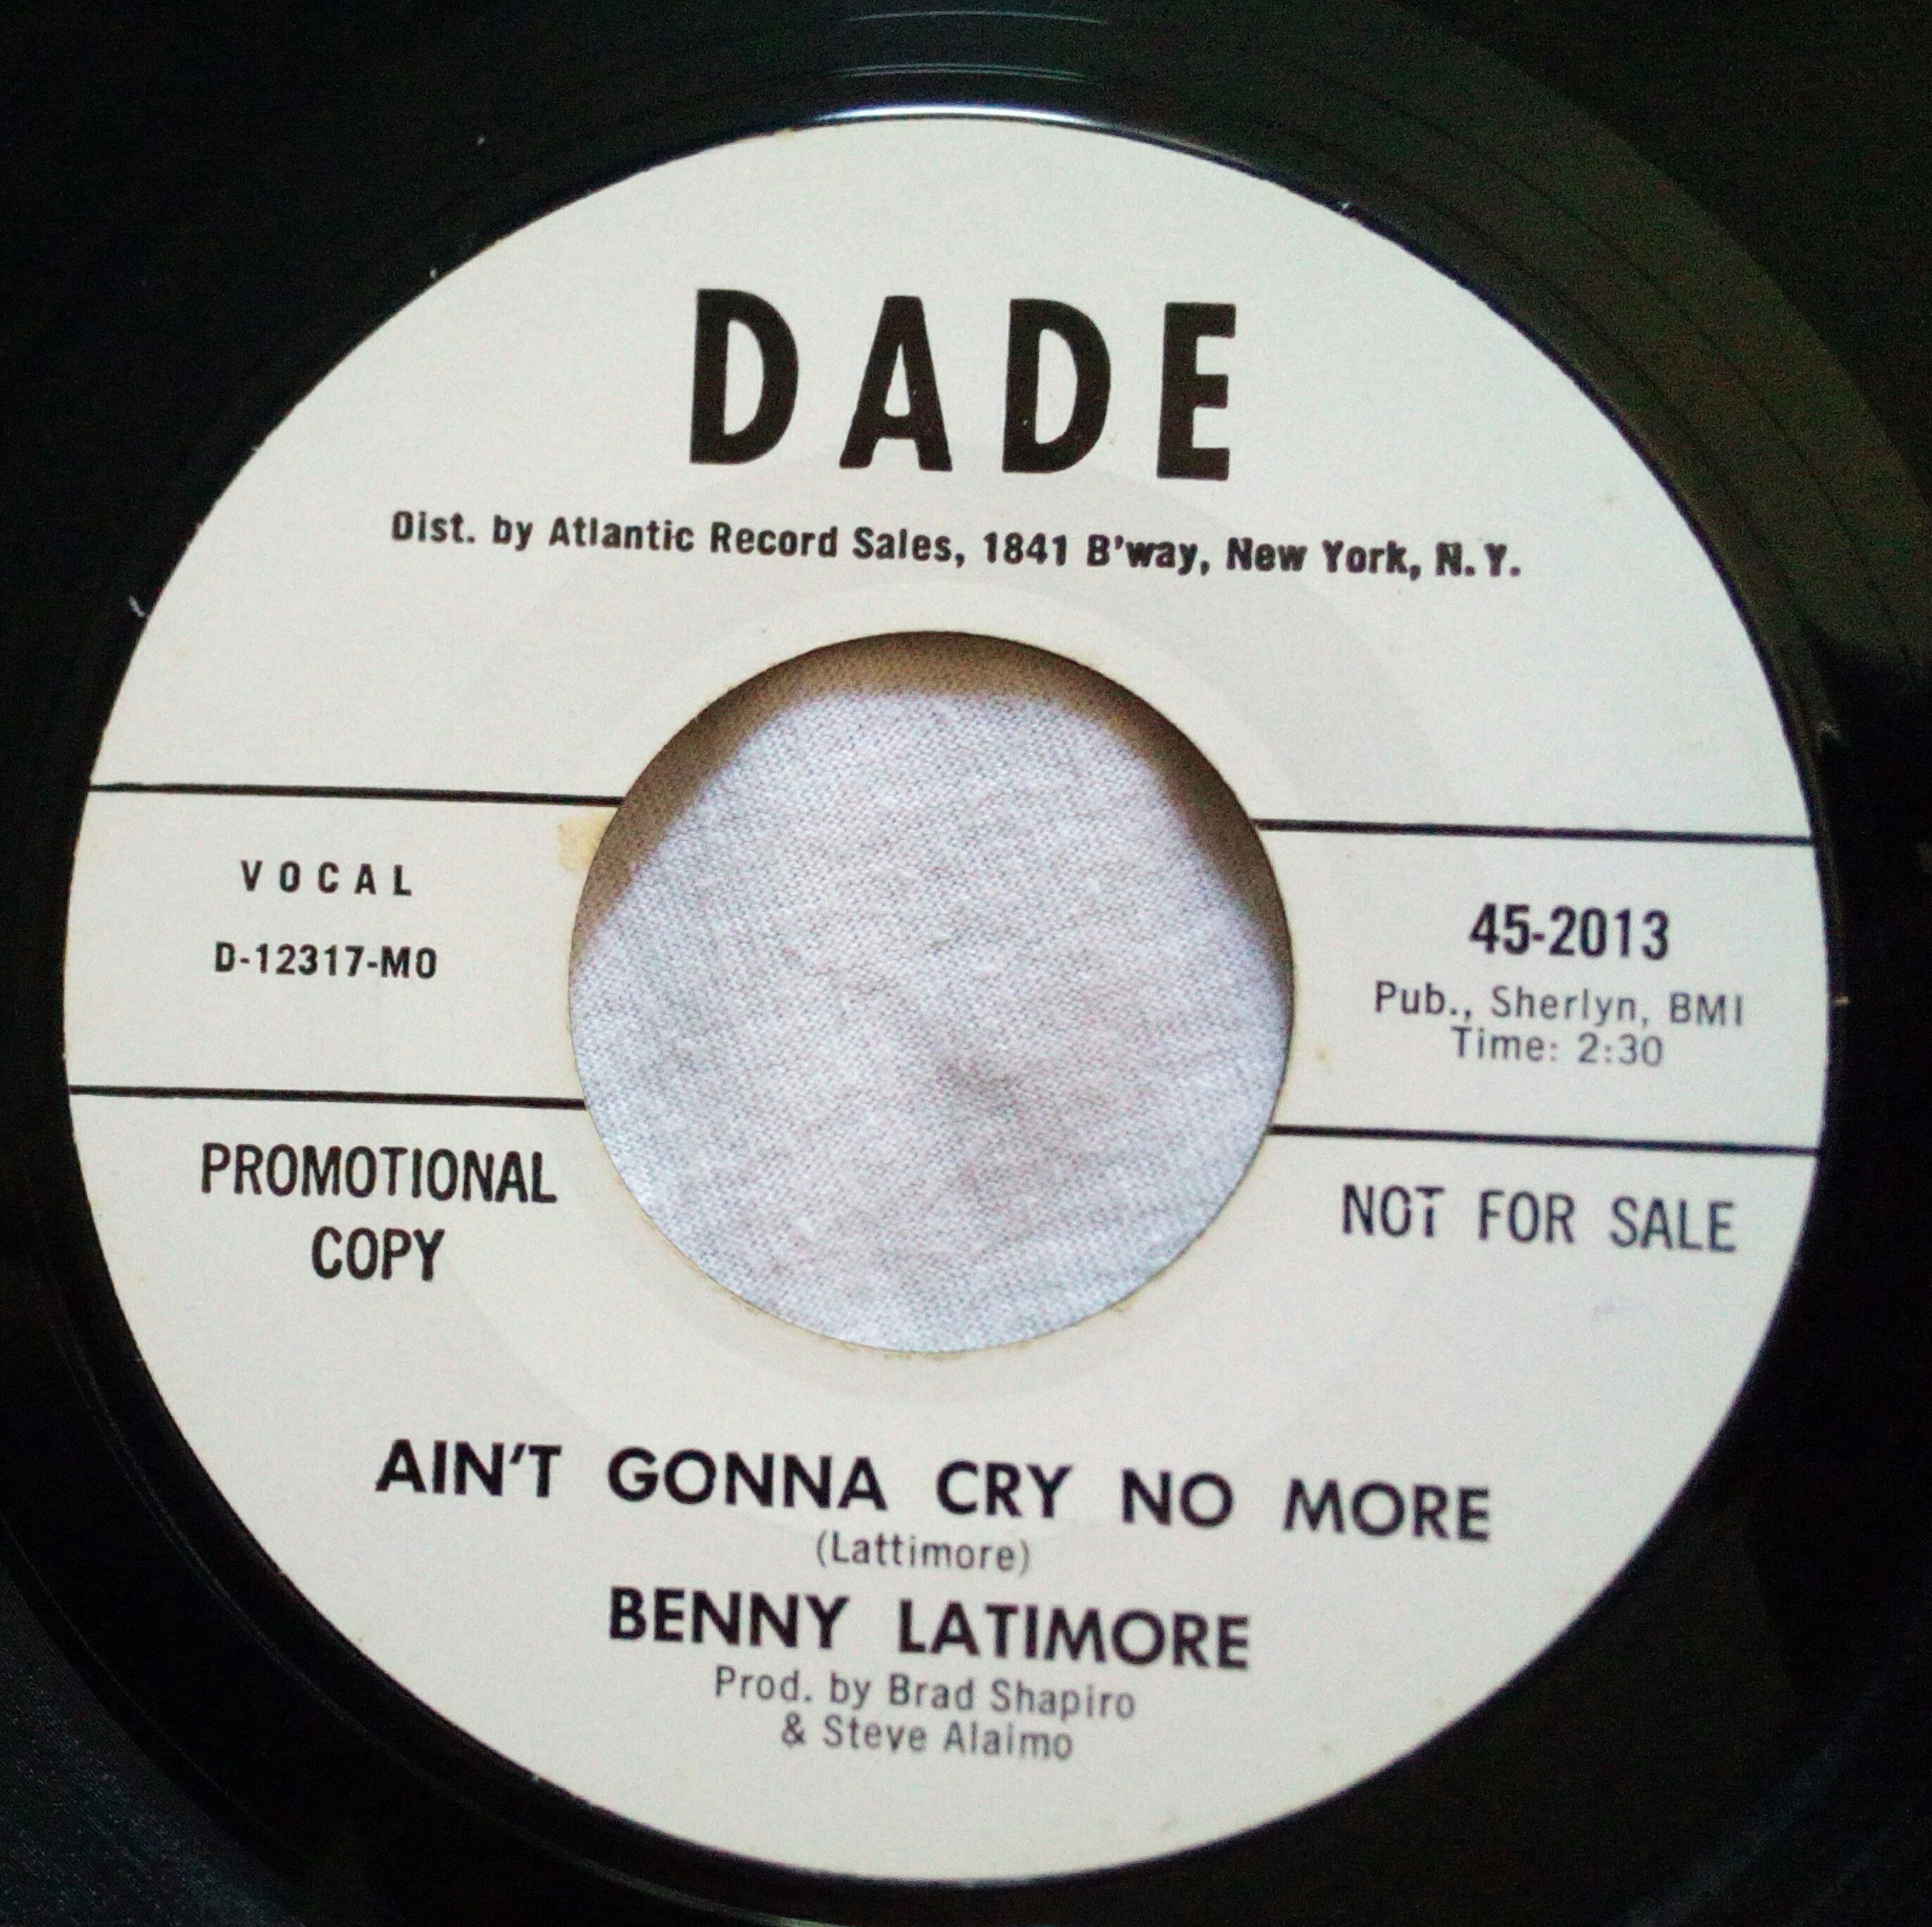 DADE
Dist. by Atlantic Record Sales, 1841 B'way, New York, N.Y.
VOCAL
D-12317-MO
45-2013
Pub., Sherlyn, BMI
Time: 2:30
PROMOTIONAL
COPY
NOT FOR SALE
AIN'T GONNA CRY NO MORE
(Lattimore)
BENNY LATIMORE
Prod. by Brad Shapiro
& Steve Alaimo